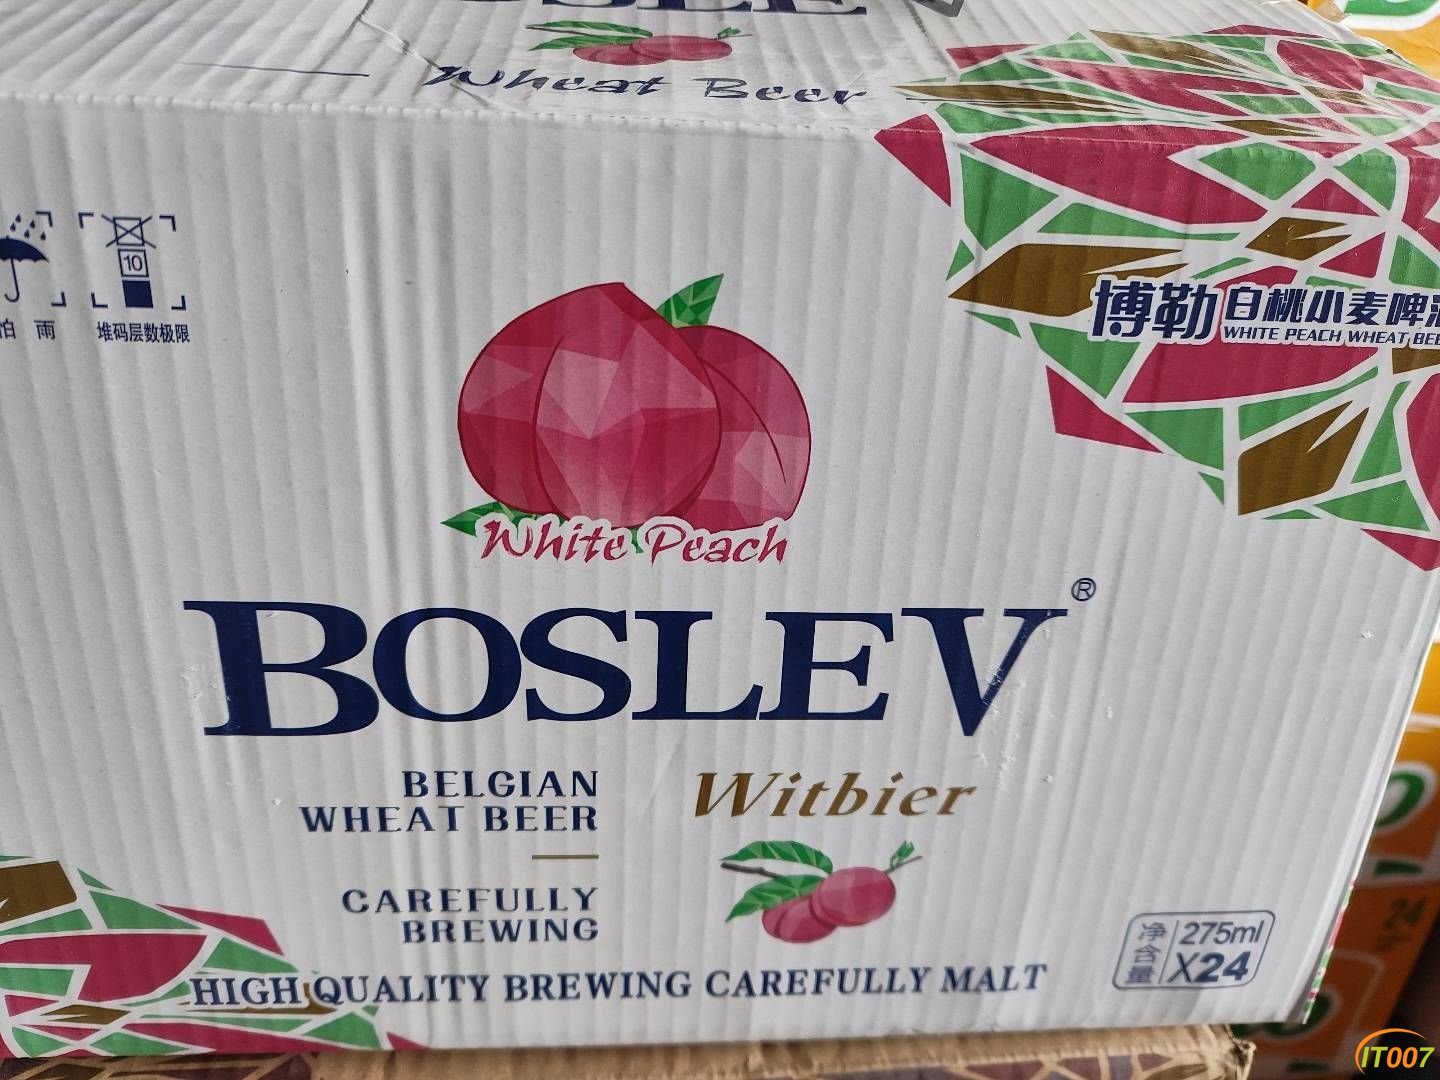 Wheat Beer
10
怕 雨
堆码层数极限
博勒 白桃小麦啤
WHITE PEACH WHEAT BEE
White Peach
BOSLEV®
BELGIAN
WHEAT BEER
Witbier
CAREFULLY
BREWING
HIGH QUALITY BREWING CAREFULLY MALT
净含量
275ml
X24
24
IT007